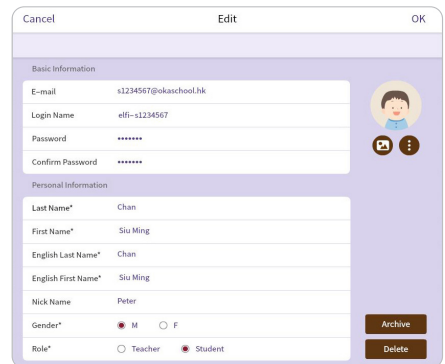 Cancel Edit OK
Basic Information
E-mail s1234567@okaschool.hk
Login Name elfi-s1234567
Password •••••••
Confirm Password •••••••
Personal Information
Last Name* Chan
First Name* Siu Ming
English Last Name* Chan
English First Name* Siu Ming
Nick Name Peter
Gender* M F
Archive
Role* Teacher Student
Delete